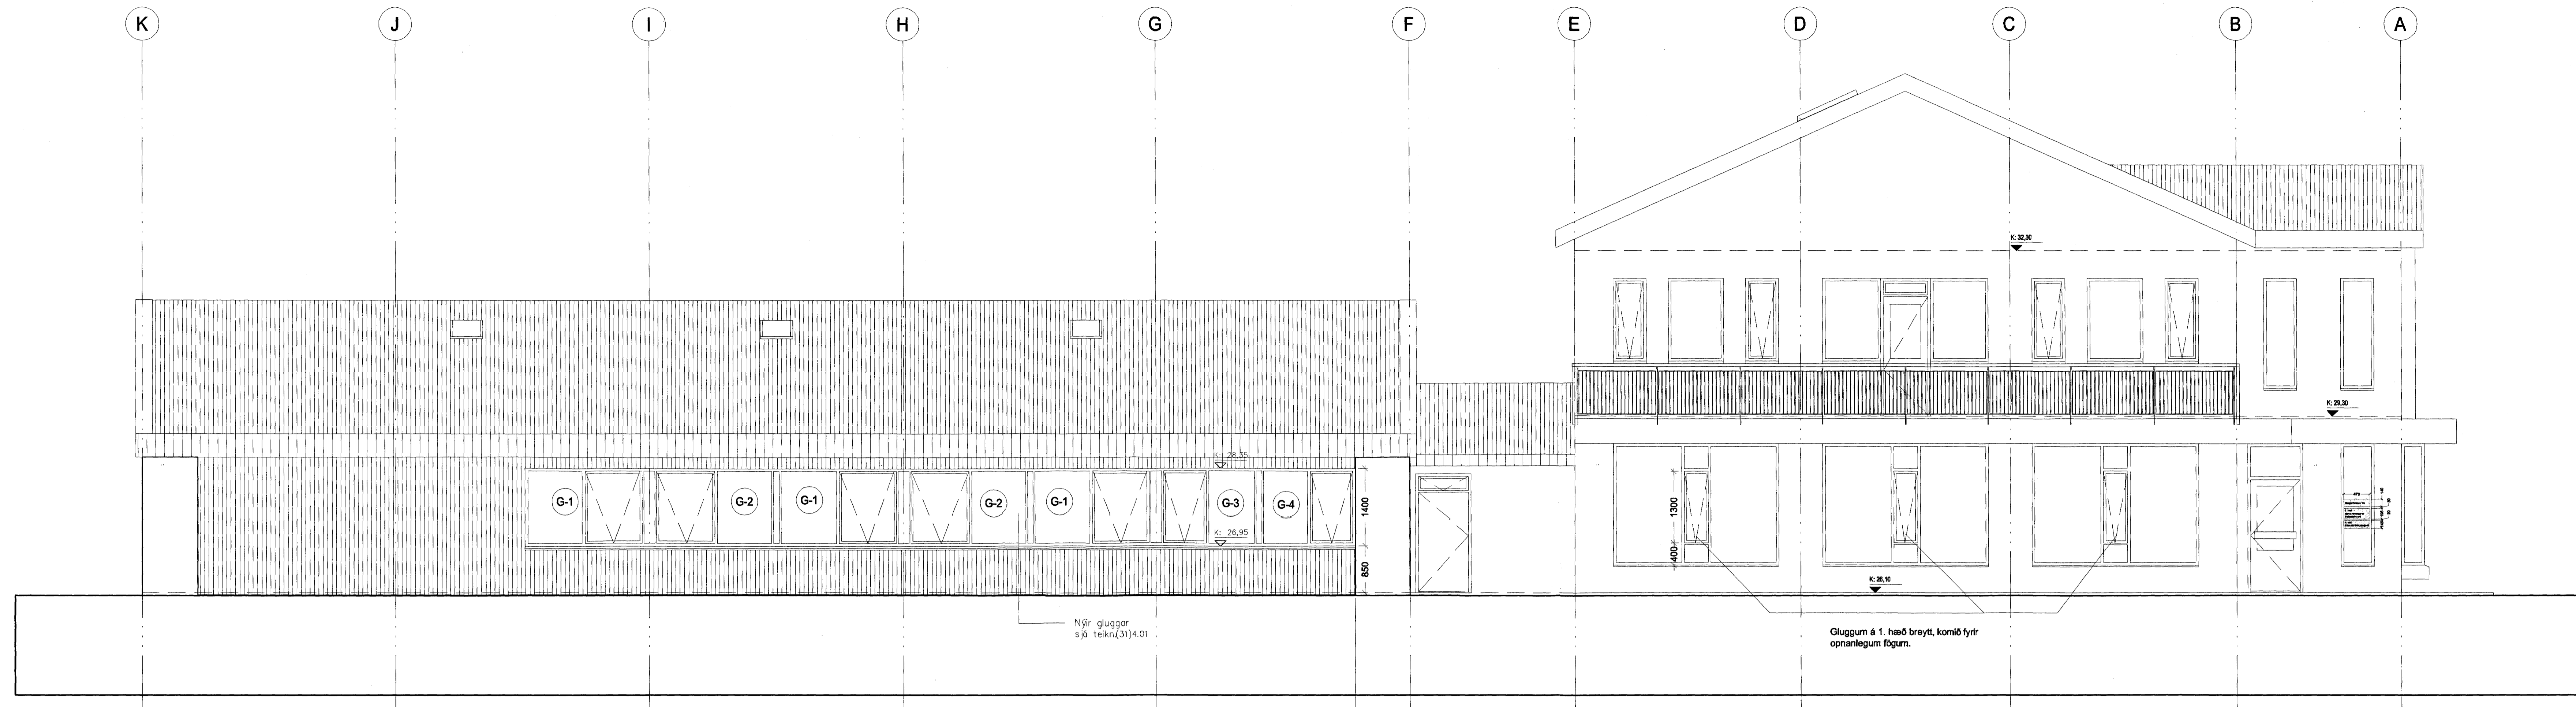 K J I H G F E D C B A
K: 32,30
K: 29,30
K: 28,35
G-1 G-2 G-1 G-2 G-1 G-3 G-4
1400
1300
K: 26,95
400
850
K: 26,10
Nýir gluggar
sjá teikn.(31)4.01
Gluggum á 1. hæð breytt, komið fyrir
opnanlegum fögum.